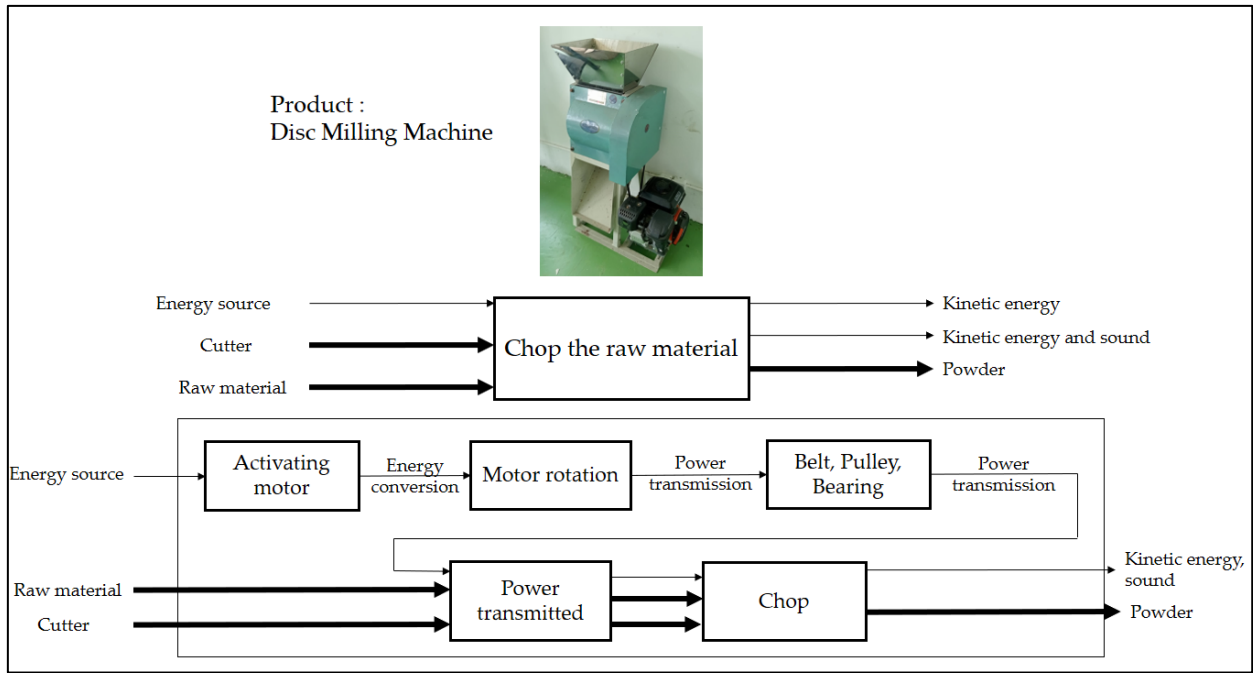 Product :
Disc Milling Machine
Energy source
Cutter
Raw material
Chop the raw material
Kinetic energy
Kinetic energy and sound
Powder
Energy source
Activating
motor
Energy
conversion
Motor rotation
Power
transmission
Belt, Pulley,
Bearing
Power
transmission
Raw material
Cutter
Power
transmitted
Chop
Kinetic energy,
sound
Powder